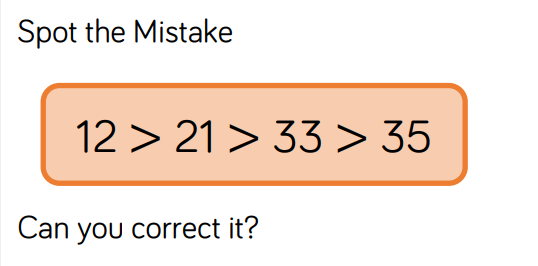 Spot the Mistake
12 > 21 > 33 > 35
Can you correct it?